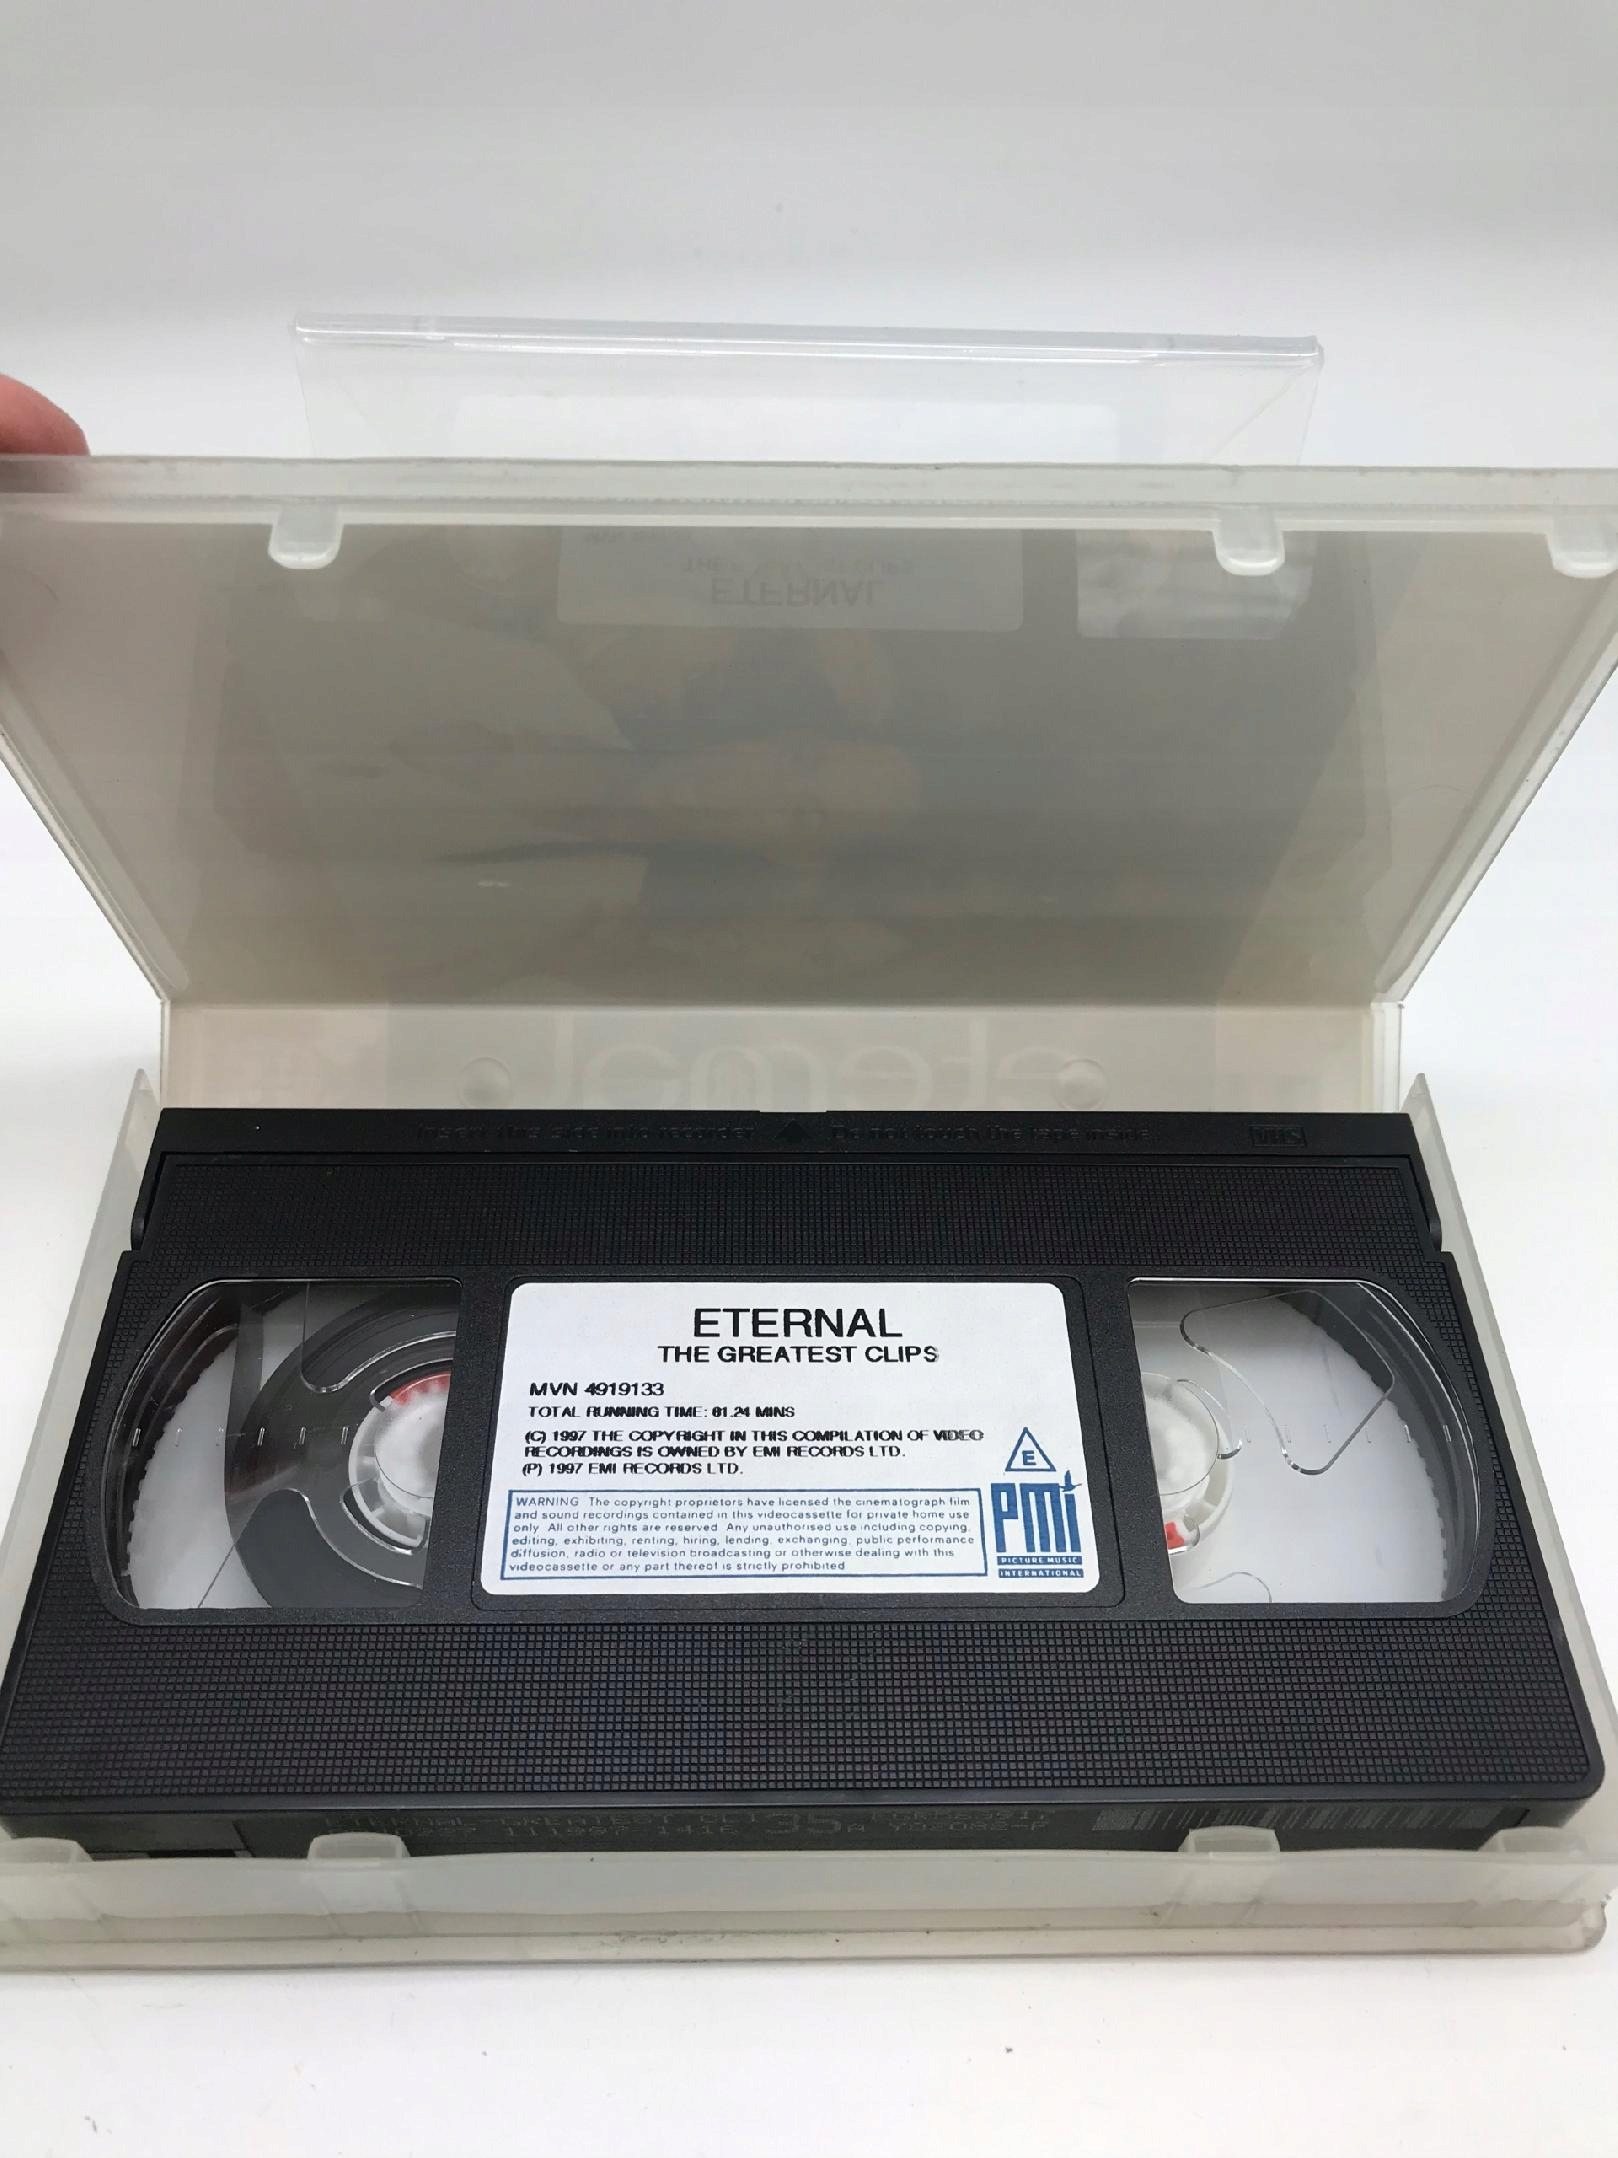 eternal
Insert this side into recorder Do not touch the tape inside VHS
ETERNAL
THE GREATEST CLIPS
MVN 4919133
TOTAL RUNNING TIME: 81.24 MINS
(C) 1997 THE COPYRIGHT IN THIS COMPILATION OF VIDEO
RECORDINGS IS OWNED BY EMI RECORDS LTD.
(P) 1997 EMI RECORDS LTD.
E
WARNING The copyright proprietors have licensed the cinematograph film
and sound recordings contained in this videocassette for private home use
only. All other rights are reserved. Any unauthorised use including copying,
editing, exhibiting, renting, hiring, lending, exchanging, public performance
diffusion, radio or television broadcasting or otherwise dealing with this
videocassette or any part thereof is strictly prohibited
PMi
PICTURE MUSIC
INTERNATIONAL
ETERNAL-GREATEST CLI 35